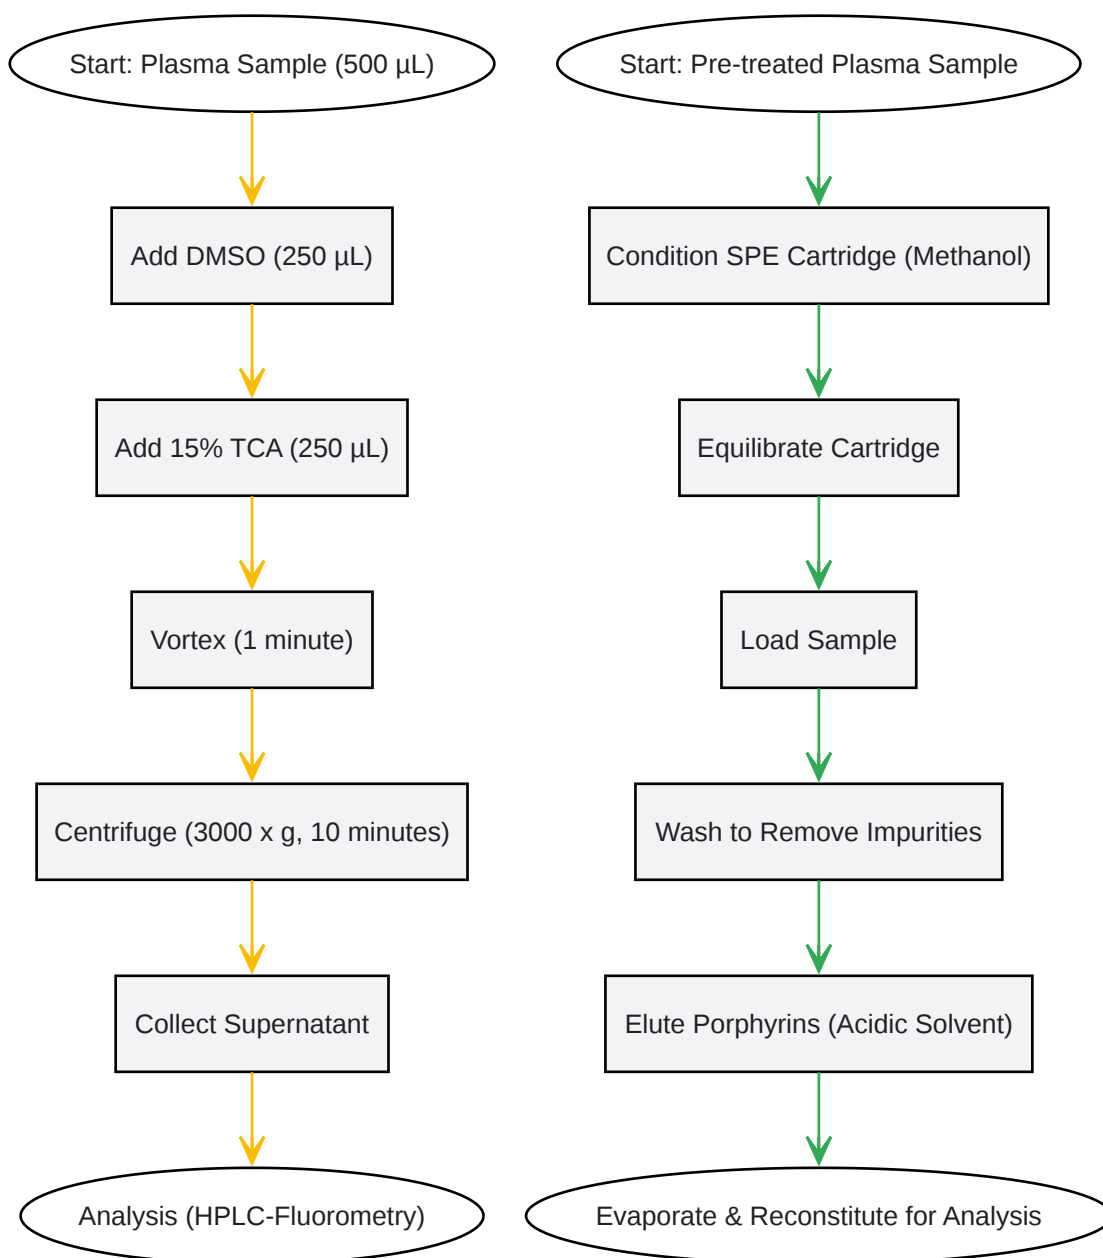 Start: Plasma Sample (500 µL)
Add DMSO (250 µL)
Add 15% TCA (250 µL)
Vortex (1 minute)
Centrifuge (3000 x g, 10 minutes)
Collect Supernatant
Analysis (HPLC-Fluorometry)
Start: Pre-treated Plasma Sample
Condition SPE Cartridge (Methanol)
Equilibrate Cartridge
Load Sample
Wash to Remove Impurities
Elute Porphyrins (Acidic Solvent)
Evaporate & Reconstitute for Analysis